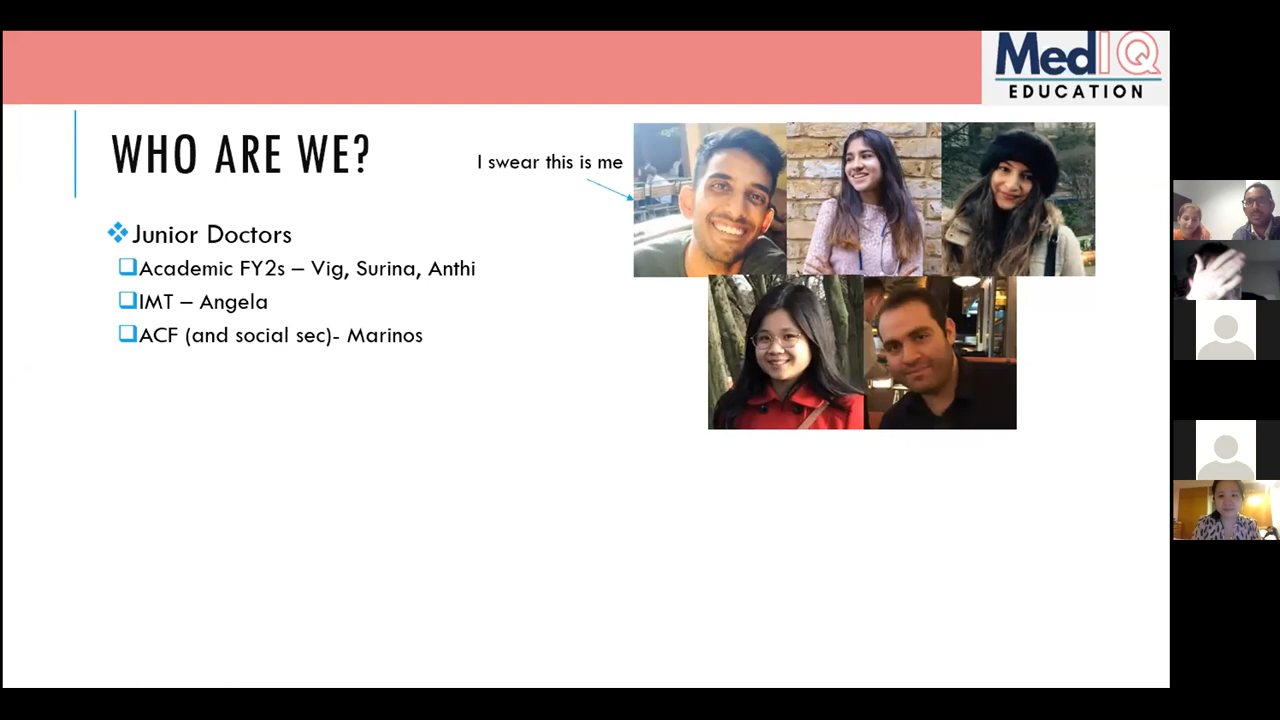 MedIQ
EDUCATION
WHO ARE WE?
I swear this is me
Junior Doctors
Academic FY2s – Vig, Surina, Anthi
IMT – Angela
ACF (and social sec)- Marinos